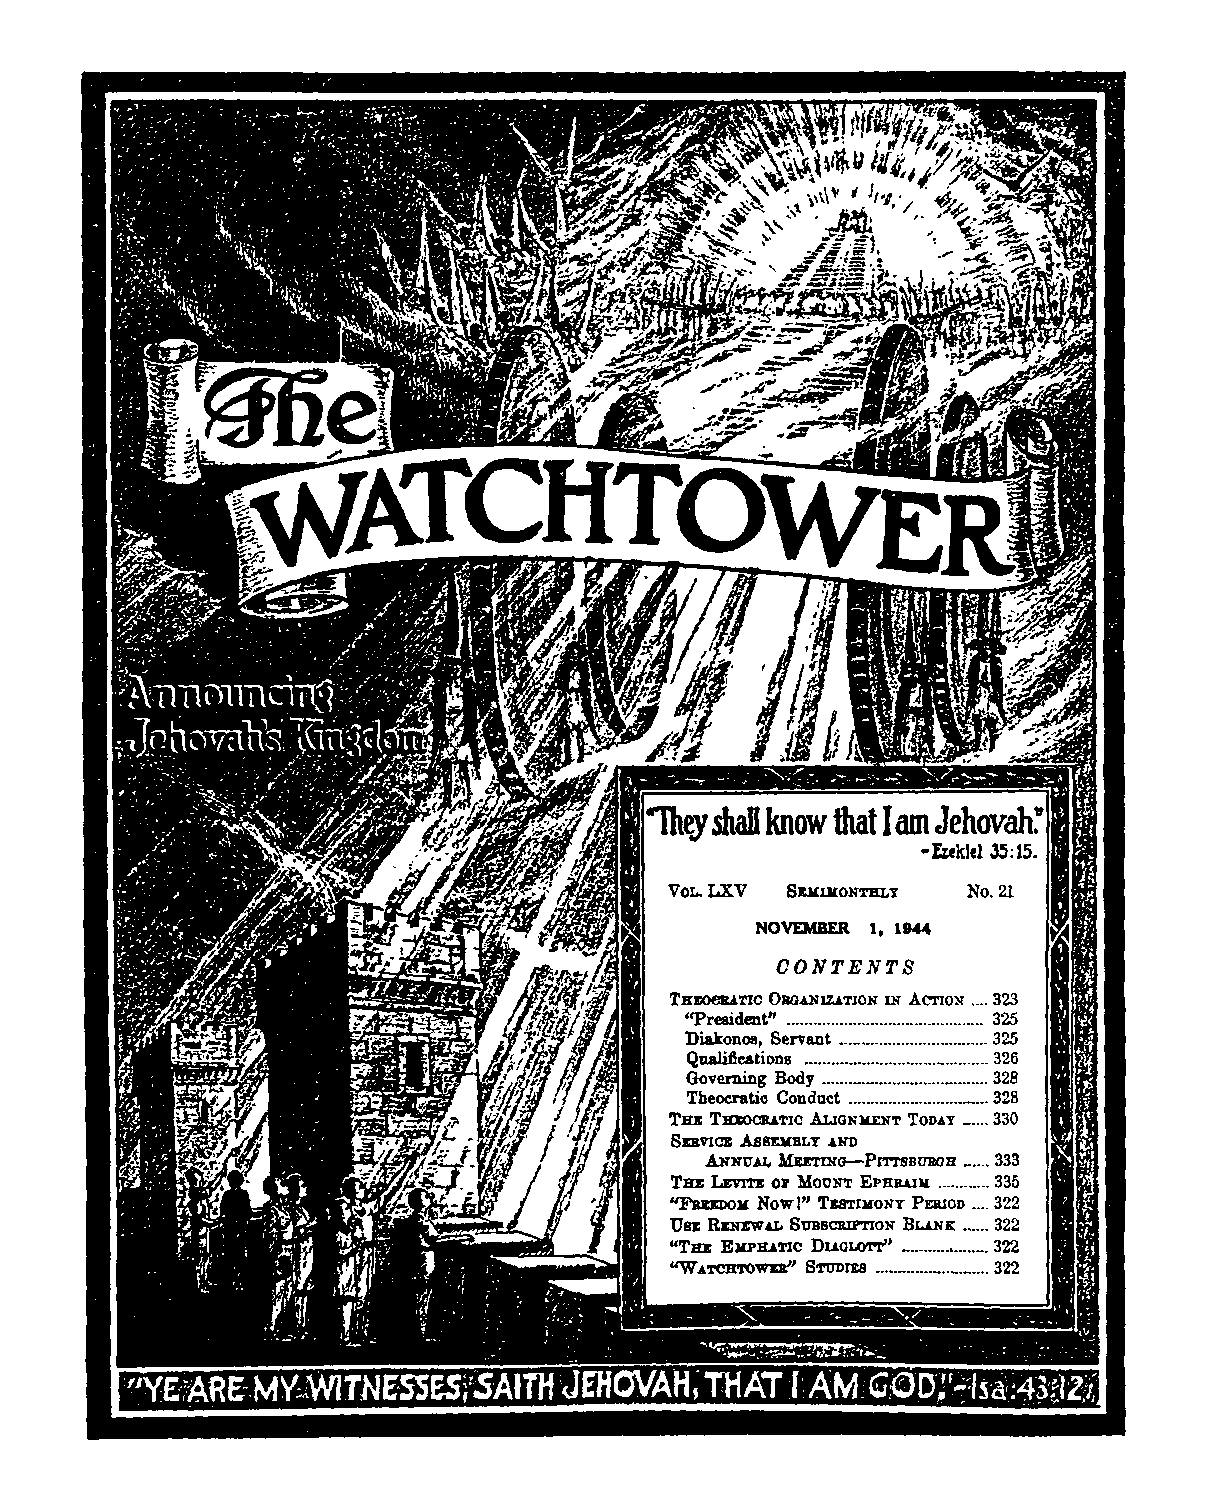 The
WATCHTOWER
Announcing
Jehovah's Kingdom
"They shall know that I am Jehovah."
-Ezekiel 35:15.
VOL. LXV SEMIMONTHLY No. 21
NOVEMBER 1, 1944
CONTENTS
THEOCRATIC ORGANIZATION IN ACTION .... 323
"President" .... 325
Diakonos, Servant .... 325
Qualifications .... 326
Governing Body .... 328
Theocratic Conduct .... 328
THE THEOCRATIC ALIGNMENT TODAY .... 330
SERVICE ASSEMBLY AND
ANNUAL MEETING—PITTSBURGH .... 333
THE LEVITE OF MOUNT EPHRAIM .... 335
"FREEDOM NOW!" TESTIMONY PERIOD .... 322
USE RENEWAL SUBSCRIPTION BLANK .... 322
"THE EMPHATIC DIAGLOTT" .... 322
"WATCHTOWER" STUDIES .... 322
"YE ARE MY WITNESSES, SAITH JEHOVAH, THAT I AM GOD."-Isa.43:12.